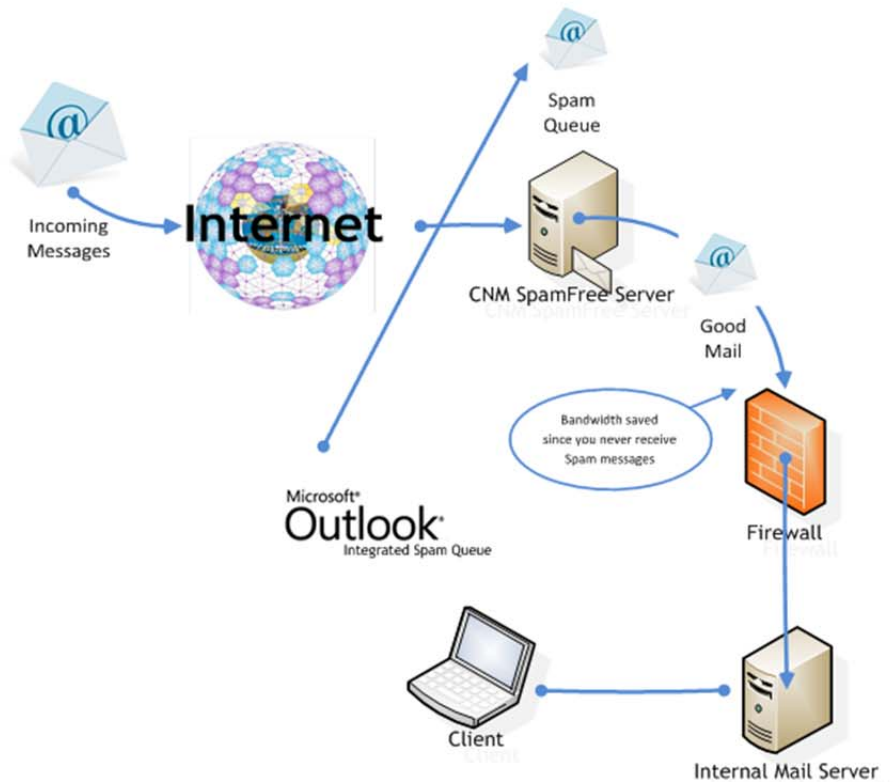 Spam
Queue
Incoming
Messages
Internet
CNM SpamFree Server
Good
Mail
Bandwidth saved
since you never receive
Spam messages
Microsoft®
Outlook®
Integrated Spam Queue
Firewall
Client
Internal Mail Server